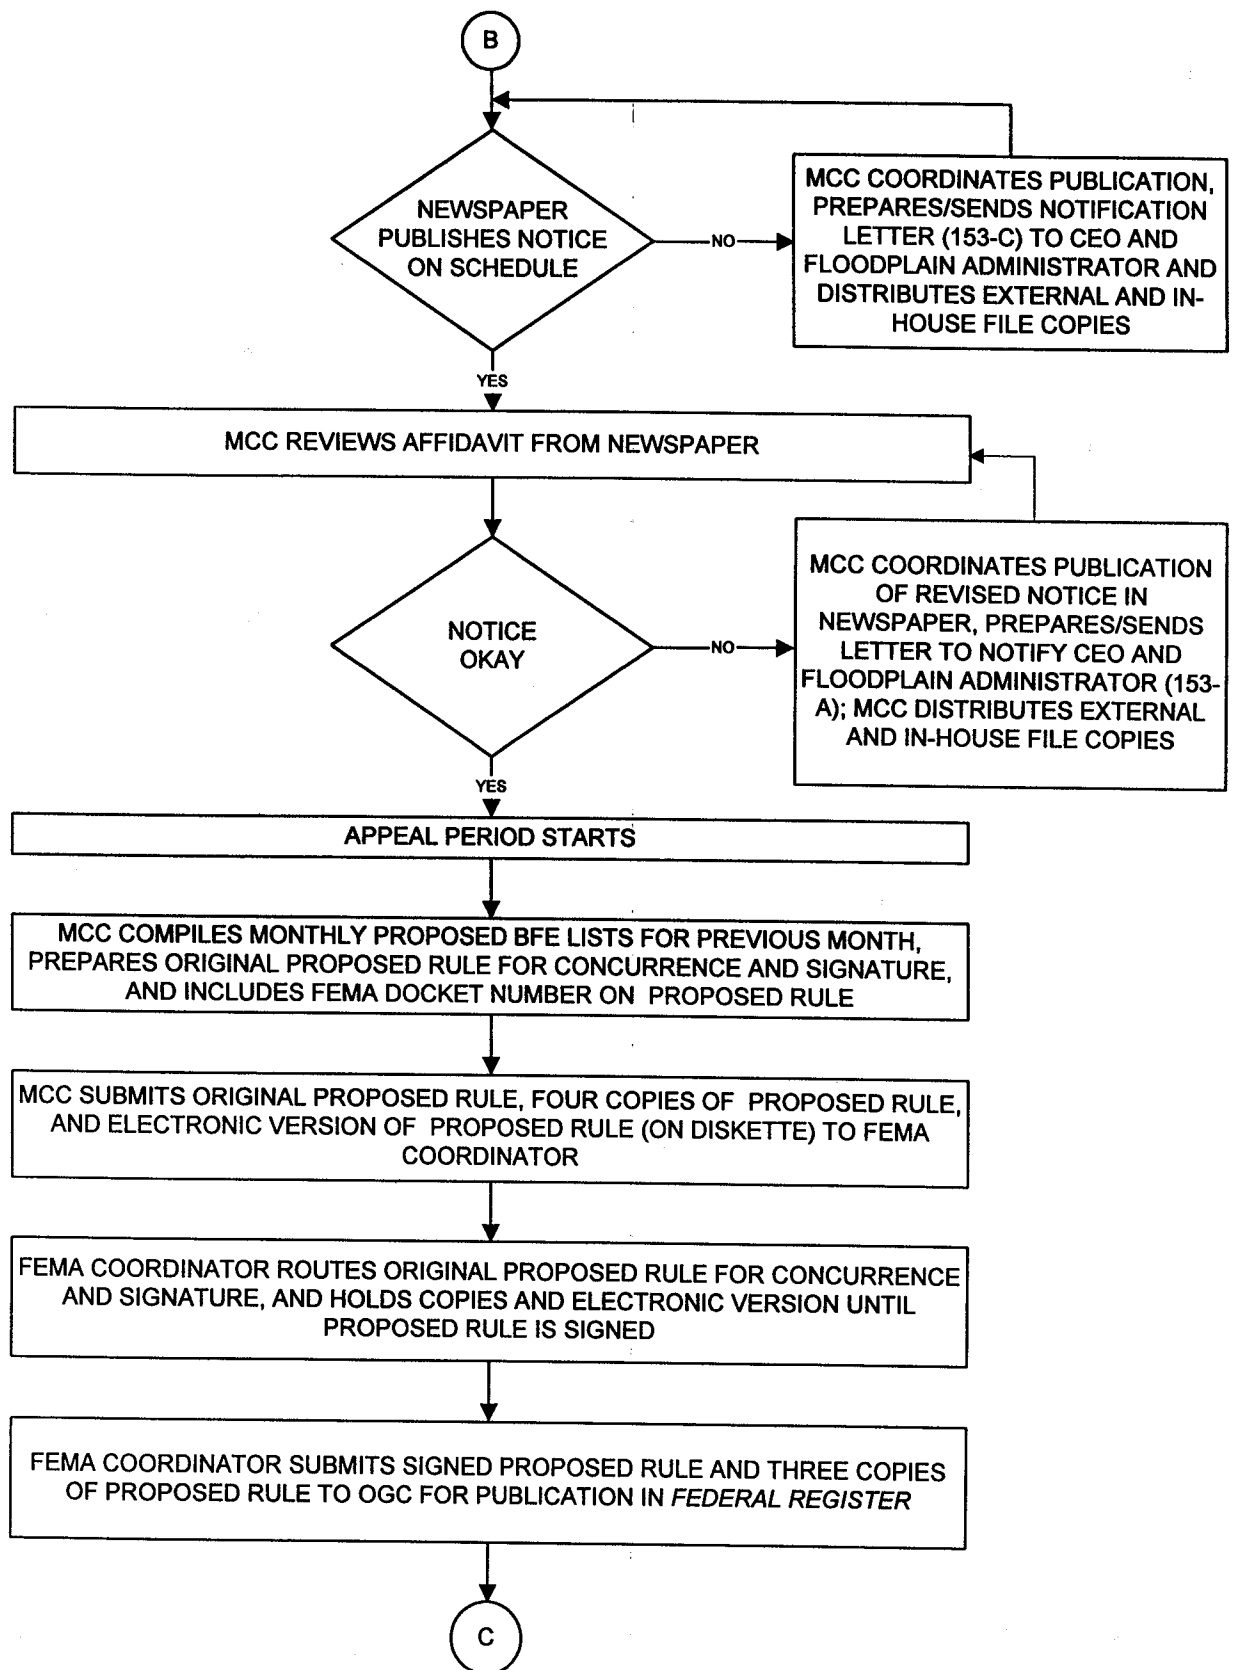 B
NEWSPAPER
PUBLISHES NOTICE
ON SCHEDULE
NO
MCC COORDINATES PUBLICATION,
PREPARES/SENDS NOTIFICATION
LETTER (153-C) TO CEO AND
FLOODPLAIN ADMINISTRATOR AND
DISTRIBUTES EXTERNAL AND IN-
HOUSE FILE COPIES
YES
MCC REVIEWS AFFIDAVIT FROM NEWSPAPER
NOTICE
OKAY
NO
MCC COORDINATES PUBLICATION
OF REVISED NOTICE IN
NEWSPAPER, PREPARES/SENDS
LETTER TO NOTIFY CEO AND
FLOODPLAIN ADMINISTRATOR (153-
A); MCC DISTRIBUTES EXTERNAL
AND IN-HOUSE FILE COPIES
YES
APPEAL PERIOD STARTS
MCC COMPILES MONTHLY PROPOSED BFE LISTS FOR PREVIOUS MONTH,
PREPARES ORIGINAL PROPOSED RULE FOR CONCURRENCE AND SIGNATURE,
AND INCLUDES FEMA DOCKET NUMBER ON PROPOSED RULE
MCC SUBMITS ORIGINAL PROPOSED RULE, FOUR COPIES OF PROPOSED RULE,
AND ELECTRONIC VERSION OF PROPOSED RULE (ON DISKETTE) TO FEMA
COORDINATOR
FEMA COORDINATOR ROUTES ORIGINAL PROPOSED RULE FOR CONCURRENCE
AND SIGNATURE, AND HOLDS COPIES AND ELECTRONIC VERSION UNTIL
PROPOSED RULE IS SIGNED
FEMA COORDINATOR SUBMITS SIGNED PROPOSED RULE AND THREE COPIES
OF PROPOSED RULE TO OGC FOR PUBLICATION IN FEDERAL REGISTER
C